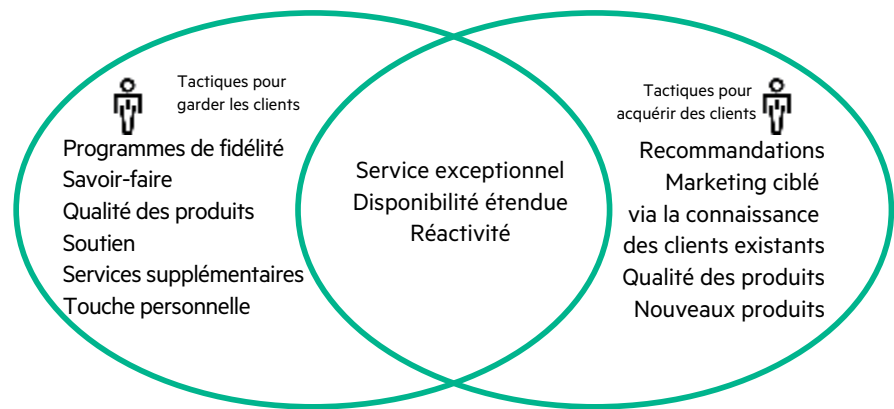 Tactiques pour
garder les clients
Programmes de fidélité
Savoir-faire
Qualité des produits
Soutien
Services supplémentaires
Touche personnelle
Service exceptionnel
Disponibilité étendue
Réactivité
Tactiques pour
acquérir des clients
Recommandations
Marketing ciblé
via la connaissance
des clients existants
Qualité des produits
Nouveaux produits